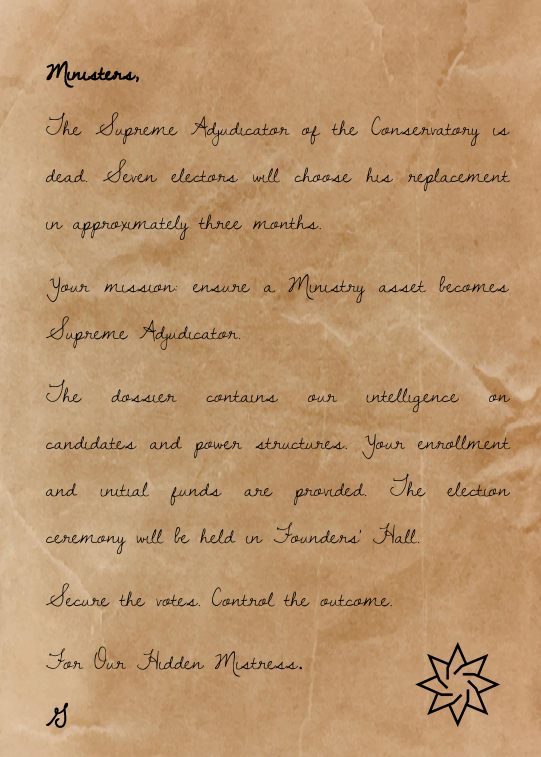 Ministers,
The Supreme Adjudicator of the Conservatory is
dead. Seven electors will choose his replacement
in approximately three months.
Your mission: ensure a Ministry asset becomes
Supreme Adjudicator.
The dossier contains our intelligence on
candidates and power structures. Your enrollment
and initial funds are provided. The election
ceremony will be held in Founders' Hall.
Secure the votes. Control the outcome.
For Our Hidden Mistress.
G